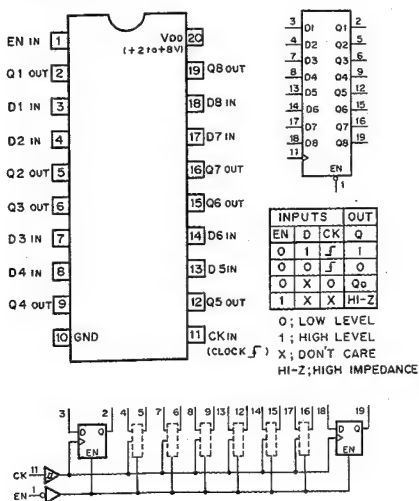 EN IN 1
Q1 OUT 2
D1 IN 3
D2 IN 4
Q2 OUT 5
Q3 OUT 6
D3 IN 7
D4 IN 8
Q4 OUT 9
10 GND
VDD 20
(+2 to +8V)
19 Q8 OUT
18 D8 IN
17 D7 IN
16 Q7 OUT
15 Q6 OUT
14 D6 IN
13 D5 IN
12 Q5 OUT
11 CK IN
(CLOCK ⎍)
3 D1 Q1 2
4 D2 Q2 5
7 D3 Q3 6
8 D4 Q4 9
13 D5 Q5 12
14 D6 Q6 15
17 D7 Q7 16
18 D8 Q8 19
11
EN
1
INPUTS OUT
EN D CK Q
0 1 ⎍ 1
0 0 ⎍ 0
0 X 0 Qo
1 X X HI-Z
0; LOW LEVEL
1; HIGH LEVEL
X; DON'T CARE
HI-Z; HIGH IMPEDANCE
3 2 4 5 7 6 8 9 13 12 14 15 17 16 18 19
D Q D Q
EN EN
CK 11
EN 1